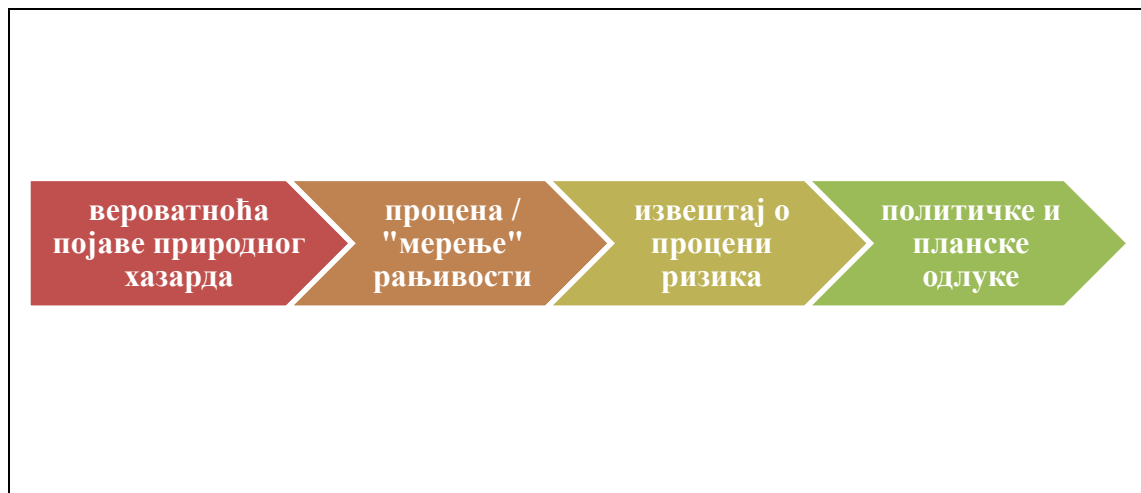 вероватноћа
појаве природног
хазарда
процена /
"мерење"
рањивости
извештај о
процени
ризика
политичке и
планске
одлуке